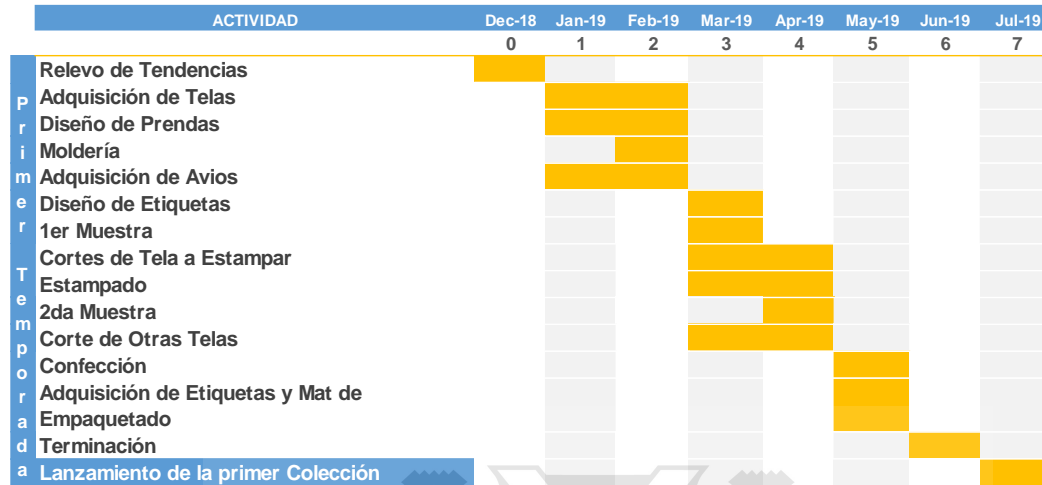 ACTIVIDAD Dec-18 Jan-19 Feb-19 Mar-19 Apr-19 May-19 Jun-19 Jul-19
0 1 2 3 4 5 6 7
Primer Temporada
Relevo de Tendencias
Adquisición de Telas
Diseño de Prendas
Moldería
Adquisición de Avios
Diseño de Etiquetas
1er Muestra
Cortes de Tela a Estampar
Estampado
2da Muestra
Corte de Otras Telas
Confección
Adquisición de Etiquetas y Mat de
Empaquetado
Terminación
Lanzamiento de la primer Colección